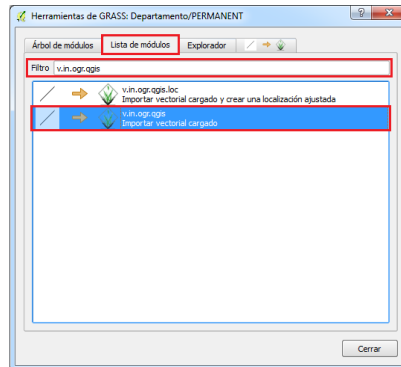 Herramientas de GRASS: Departamento/PERMANENT
Árbol de módulos Lista de módulos Explorador
Filtro v.in.ogr.qgis
v.in.ogr.qgis.loc
Importar vectorial cargado y crear una localización ajustada
v.in.ogr.qgis
Importar vectorial cargado
Cerrar